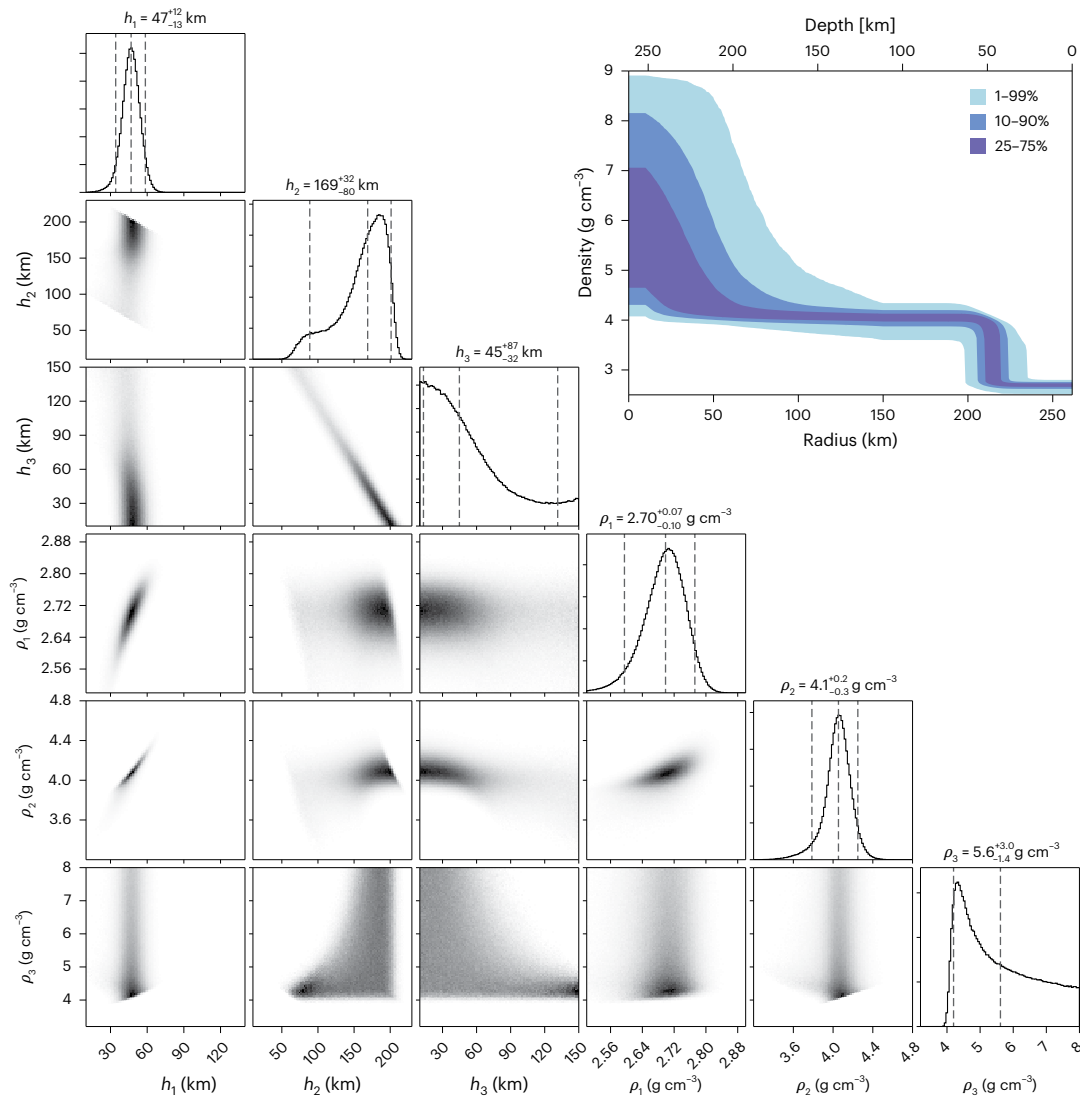 h₁ = 47⁺¹²₋₁₃ km
Depth [km]
250 200 150 100 50 0
9
8
7
6
5
4
3
Density (g cm⁻³)
1–99%
10–90%
25–75%
0 50 100 150 200 250
Radius (km)
h₂ = 169⁺³²₋₈₀ km
200
150
100
50
h₂ (km)
h₃ = 45⁺⁸⁷₋₃₂ km
150
120
90
60
30
h₃ (km)
ρ₁ = 2.70⁺⁰·⁰⁷₋₀.₁₀ g cm⁻³
2.88
2.80
2.72
2.64
2.56
ρ₁ (g cm⁻³)
ρ₂ = 4.1⁺⁰·²₋₀.₃ g cm⁻³
4.8
4.4
4.0
3.6
ρ₂ (g cm⁻³)
ρ₃ = 5.6⁺³·⁰₋₁.₄ g cm⁻³
8
7
6
5
4
ρ₃ (g cm⁻³)
30 60 90 120
50 100 150 200
30 60 90 120 150
2.56 2.64 2.72 2.80 2.88
3.6 4.0 4.4 4.8
4 5 6 7 8
h₁ (km)
h₂ (km)
h₃ (km)
ρ₁ (g cm⁻³)
ρ₂ (g cm⁻³)
ρ₃ (g cm⁻³)